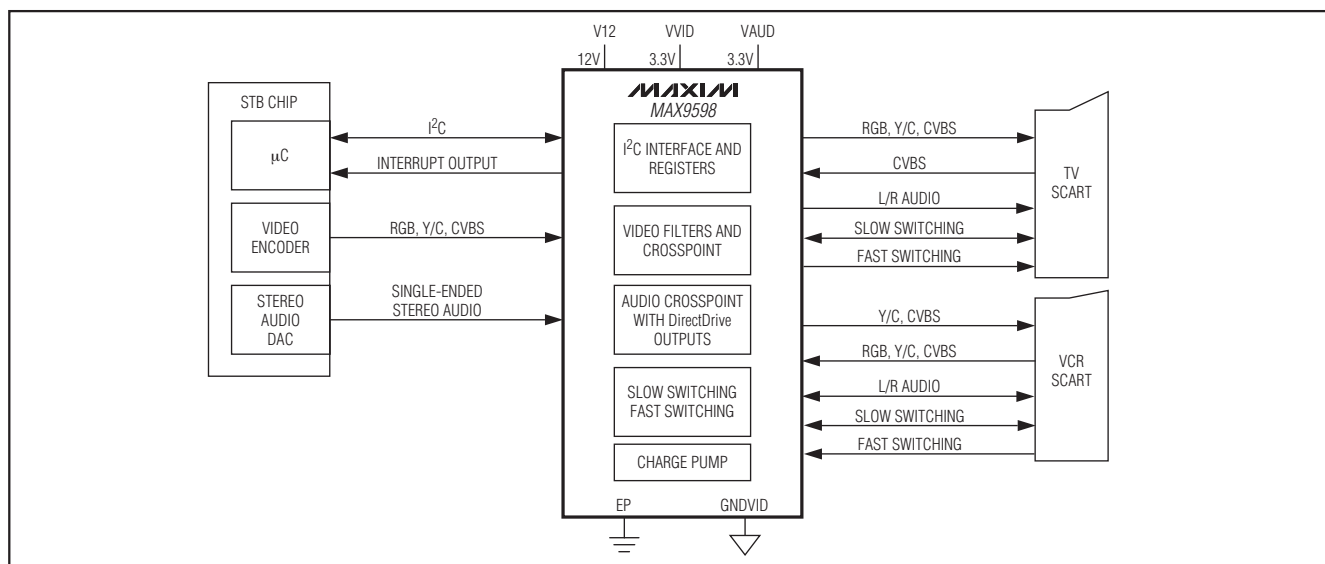 V12 VVID VAUD
12V 3.3V 3.3V
STB CHIP
µC
VIDEO
ENCODER
STEREO
AUDIO
DAC
I²C
INTERRUPT OUTPUT
RGB, Y/C, CVBS
SINGLE-ENDED
STEREO AUDIO
MAXIM
MAX9598
I²C INTERFACE AND
REGISTERS
VIDEO FILTERS AND
CROSSPOINT
AUDIO CROSSPOINT
WITH DirectDrive
OUTPUTS
SLOW SWITCHING
FAST SWITCHING
CHARGE PUMP
EP GNDVID
RGB, Y/C, CVBS
CVBS
L/R AUDIO
SLOW SWITCHING
FAST SWITCHING
TV
SCART
Y/C, CVBS
RGB, Y/C, CVBS
L/R AUDIO
SLOW SWITCHING
FAST SWITCHING
VCR
SCART